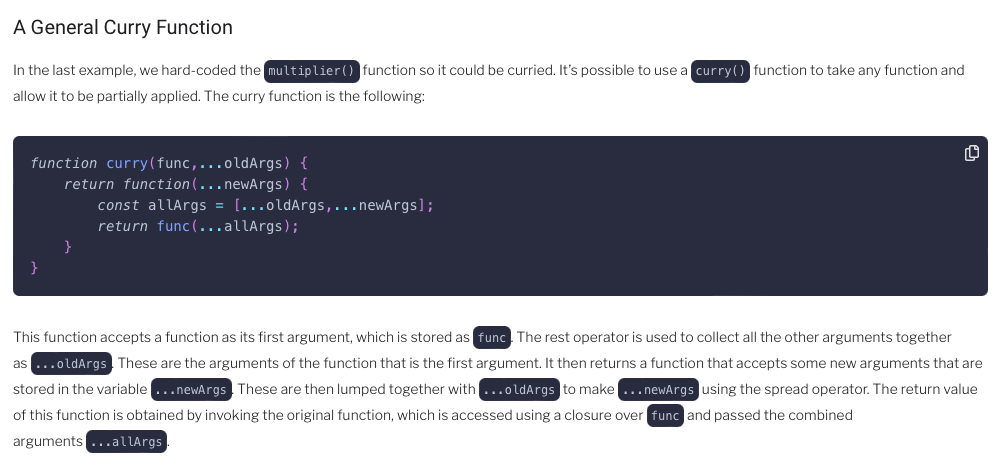 A General Curry Function
In the last example, we hard-coded the multiplier() function so it could be curried. It’s possible to use a curry() function to take any function and
allow it to be partially applied. The curry function is the following:
function curry(func,...oldArgs) {
    return function(...newArgs) {
        const allArgs = [...oldArgs,...newArgs];
        return func(...allArgs);
    }
}
This function accepts a function as its first argument, which is stored as func. The rest operator is used to collect all the other arguments together
as ...oldArgs. These are the arguments of the function that is the first argument. It then returns a function that accepts some new arguments that are
stored in the variable ...newArgs. These are then lumped together with ...oldArgs to make ...newArgs using the spread operator. The return value
of this function is obtained by invoking the original function, which is accessed using a closure over func and passed the combined
arguments ...allArgs.